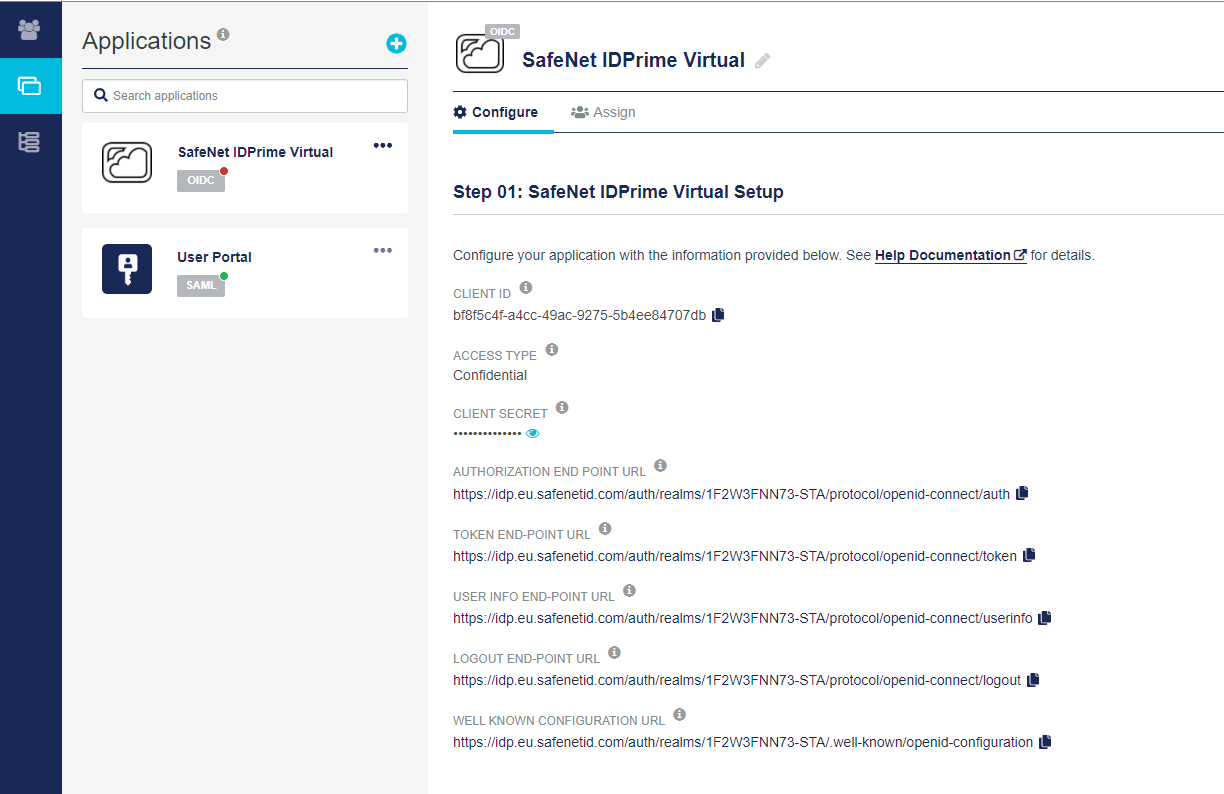 Applications
Search applications
SafeNet IDPrime Virtual
OIDC
User Portal
SAML
OIDC
SafeNet IDPrime Virtual
Configure
Assign
Step 01: SafeNet IDPrime Virtual Setup
Configure your application with the information provided below. See Help Documentation for details.
CLIENT ID
bf8f5c4f-a4cc-49ac-9275-5b4ee84707db
ACCESS TYPE
Confidential
CLIENT SECRET
••••••••••••••
AUTHORIZATION END POINT URL
https://idp.eu.safenetid.com/auth/realms/1F2W3FNN73-STA/protocol/openid-connect/auth
TOKEN END-POINT URL
https://idp.eu.safenetid.com/auth/realms/1F2W3FNN73-STA/protocol/openid-connect/token
USER INFO END-POINT URL
https://idp.eu.safenetid.com/auth/realms/1F2W3FNN73-STA/protocol/openid-connect/userinfo
LOGOUT END-POINT URL
https://idp.eu.safenetid.com/auth/realms/1F2W3FNN73-STA/protocol/openid-connect/logout
WELL KNOWN CONFIGURATION URL
https://idp.eu.safenetid.com/auth/realms/1F2W3FNN73-STA/.well-known/openid-configuration